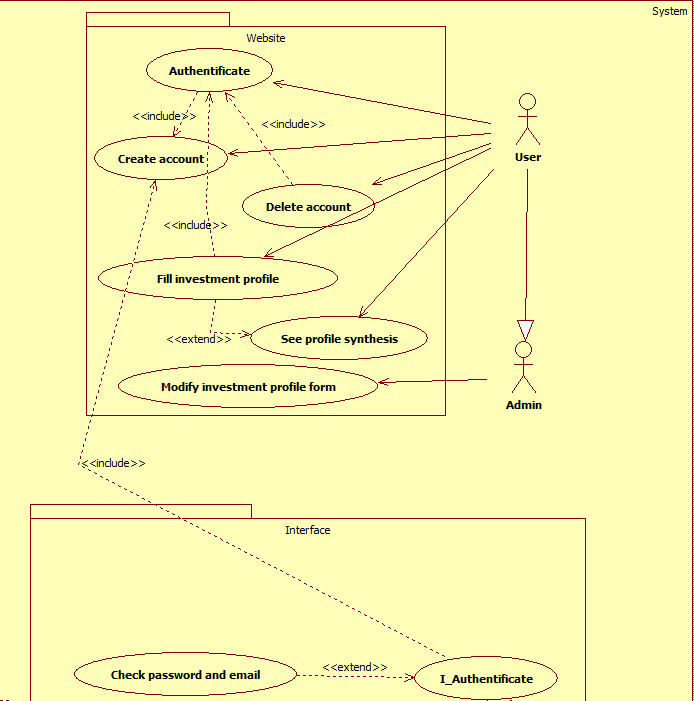 System
Website
Authentificate
<<include>>
<<include>>
Create account
User
Delete account
<<include>>
Fill investment profile
<<extend>>
See profile synthesis
Modify investment profile form
Admin
<<include>>
Interface
Check password and email
<<extend>>
I_Authentificate